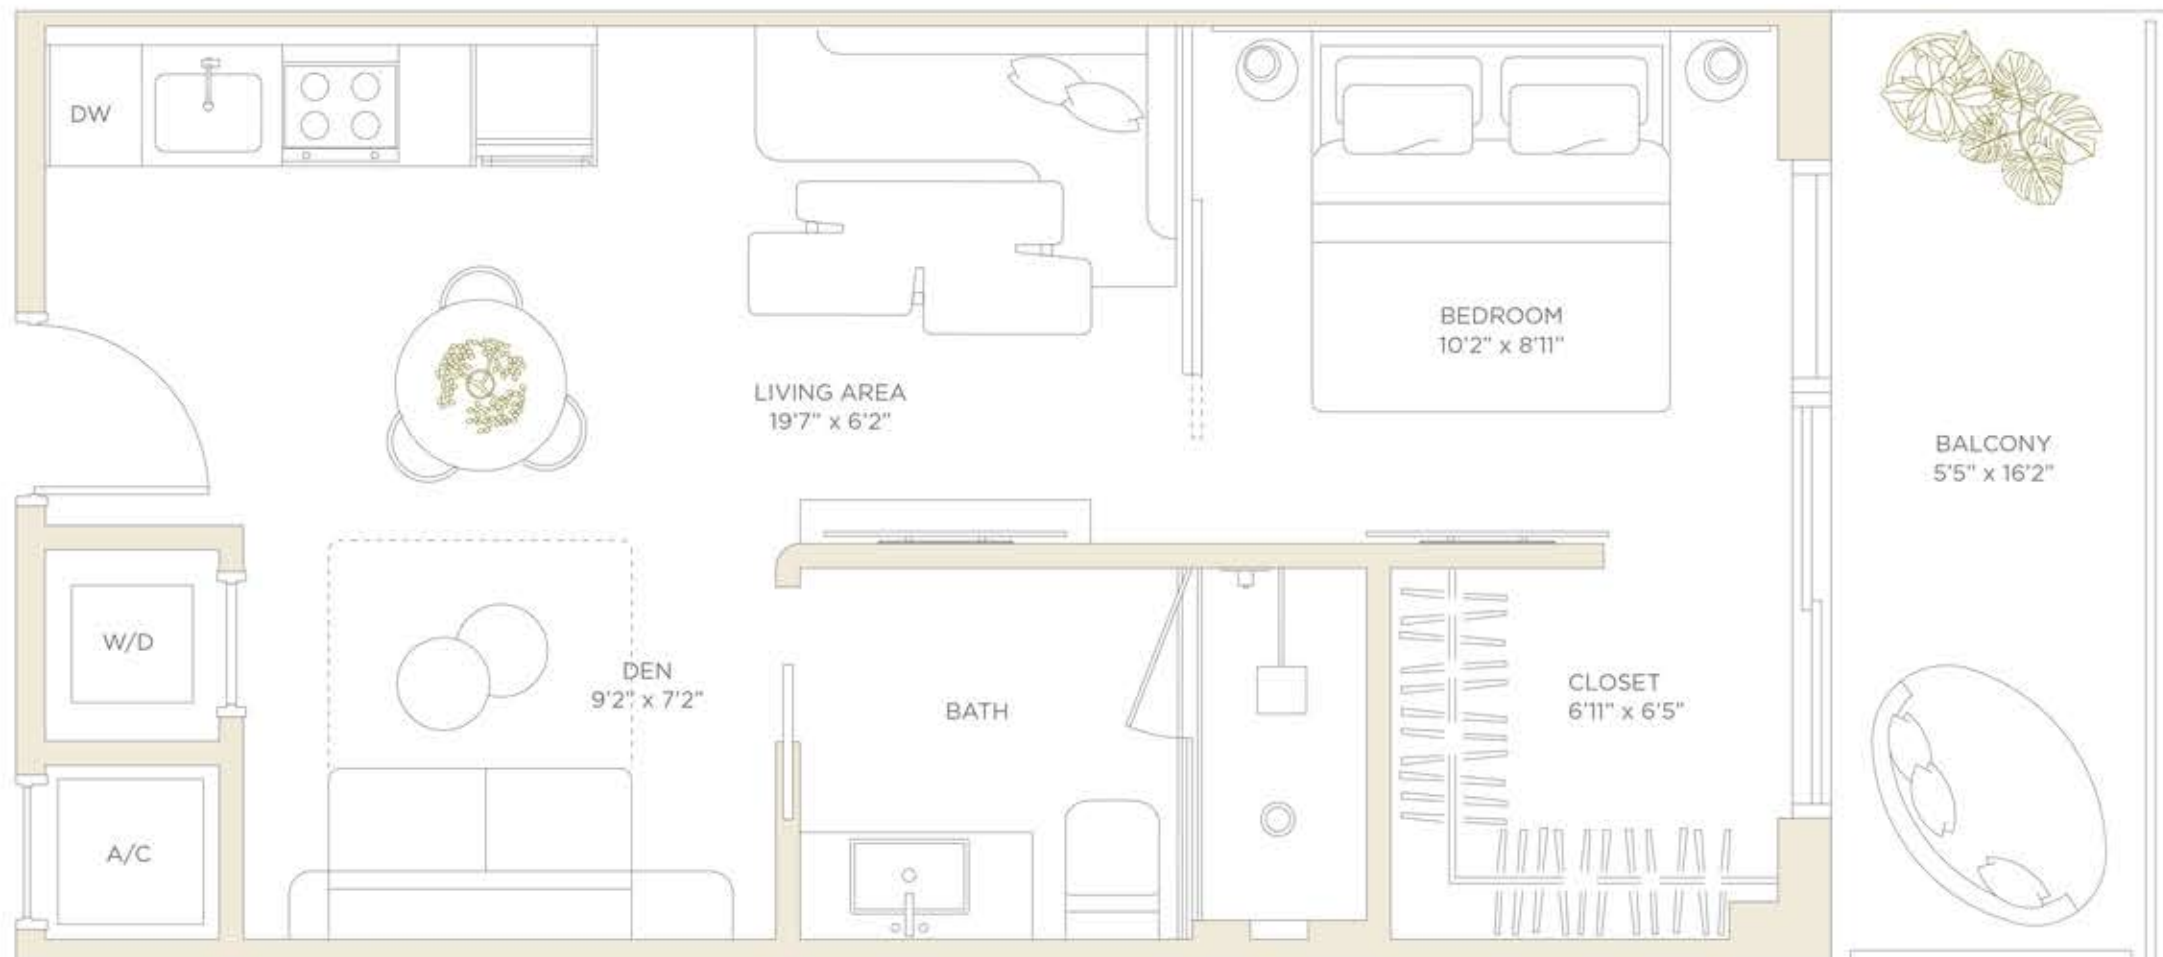 DW
BEDROOM
10'2" x 8'11"
LIVING AREA
19'7" x 6'2"
BALCONY
5'5" x 16'2"
W/D
DEN
9'2" x 7'2"
BATH
CLOSET
6'11" x 6'5"
A/C